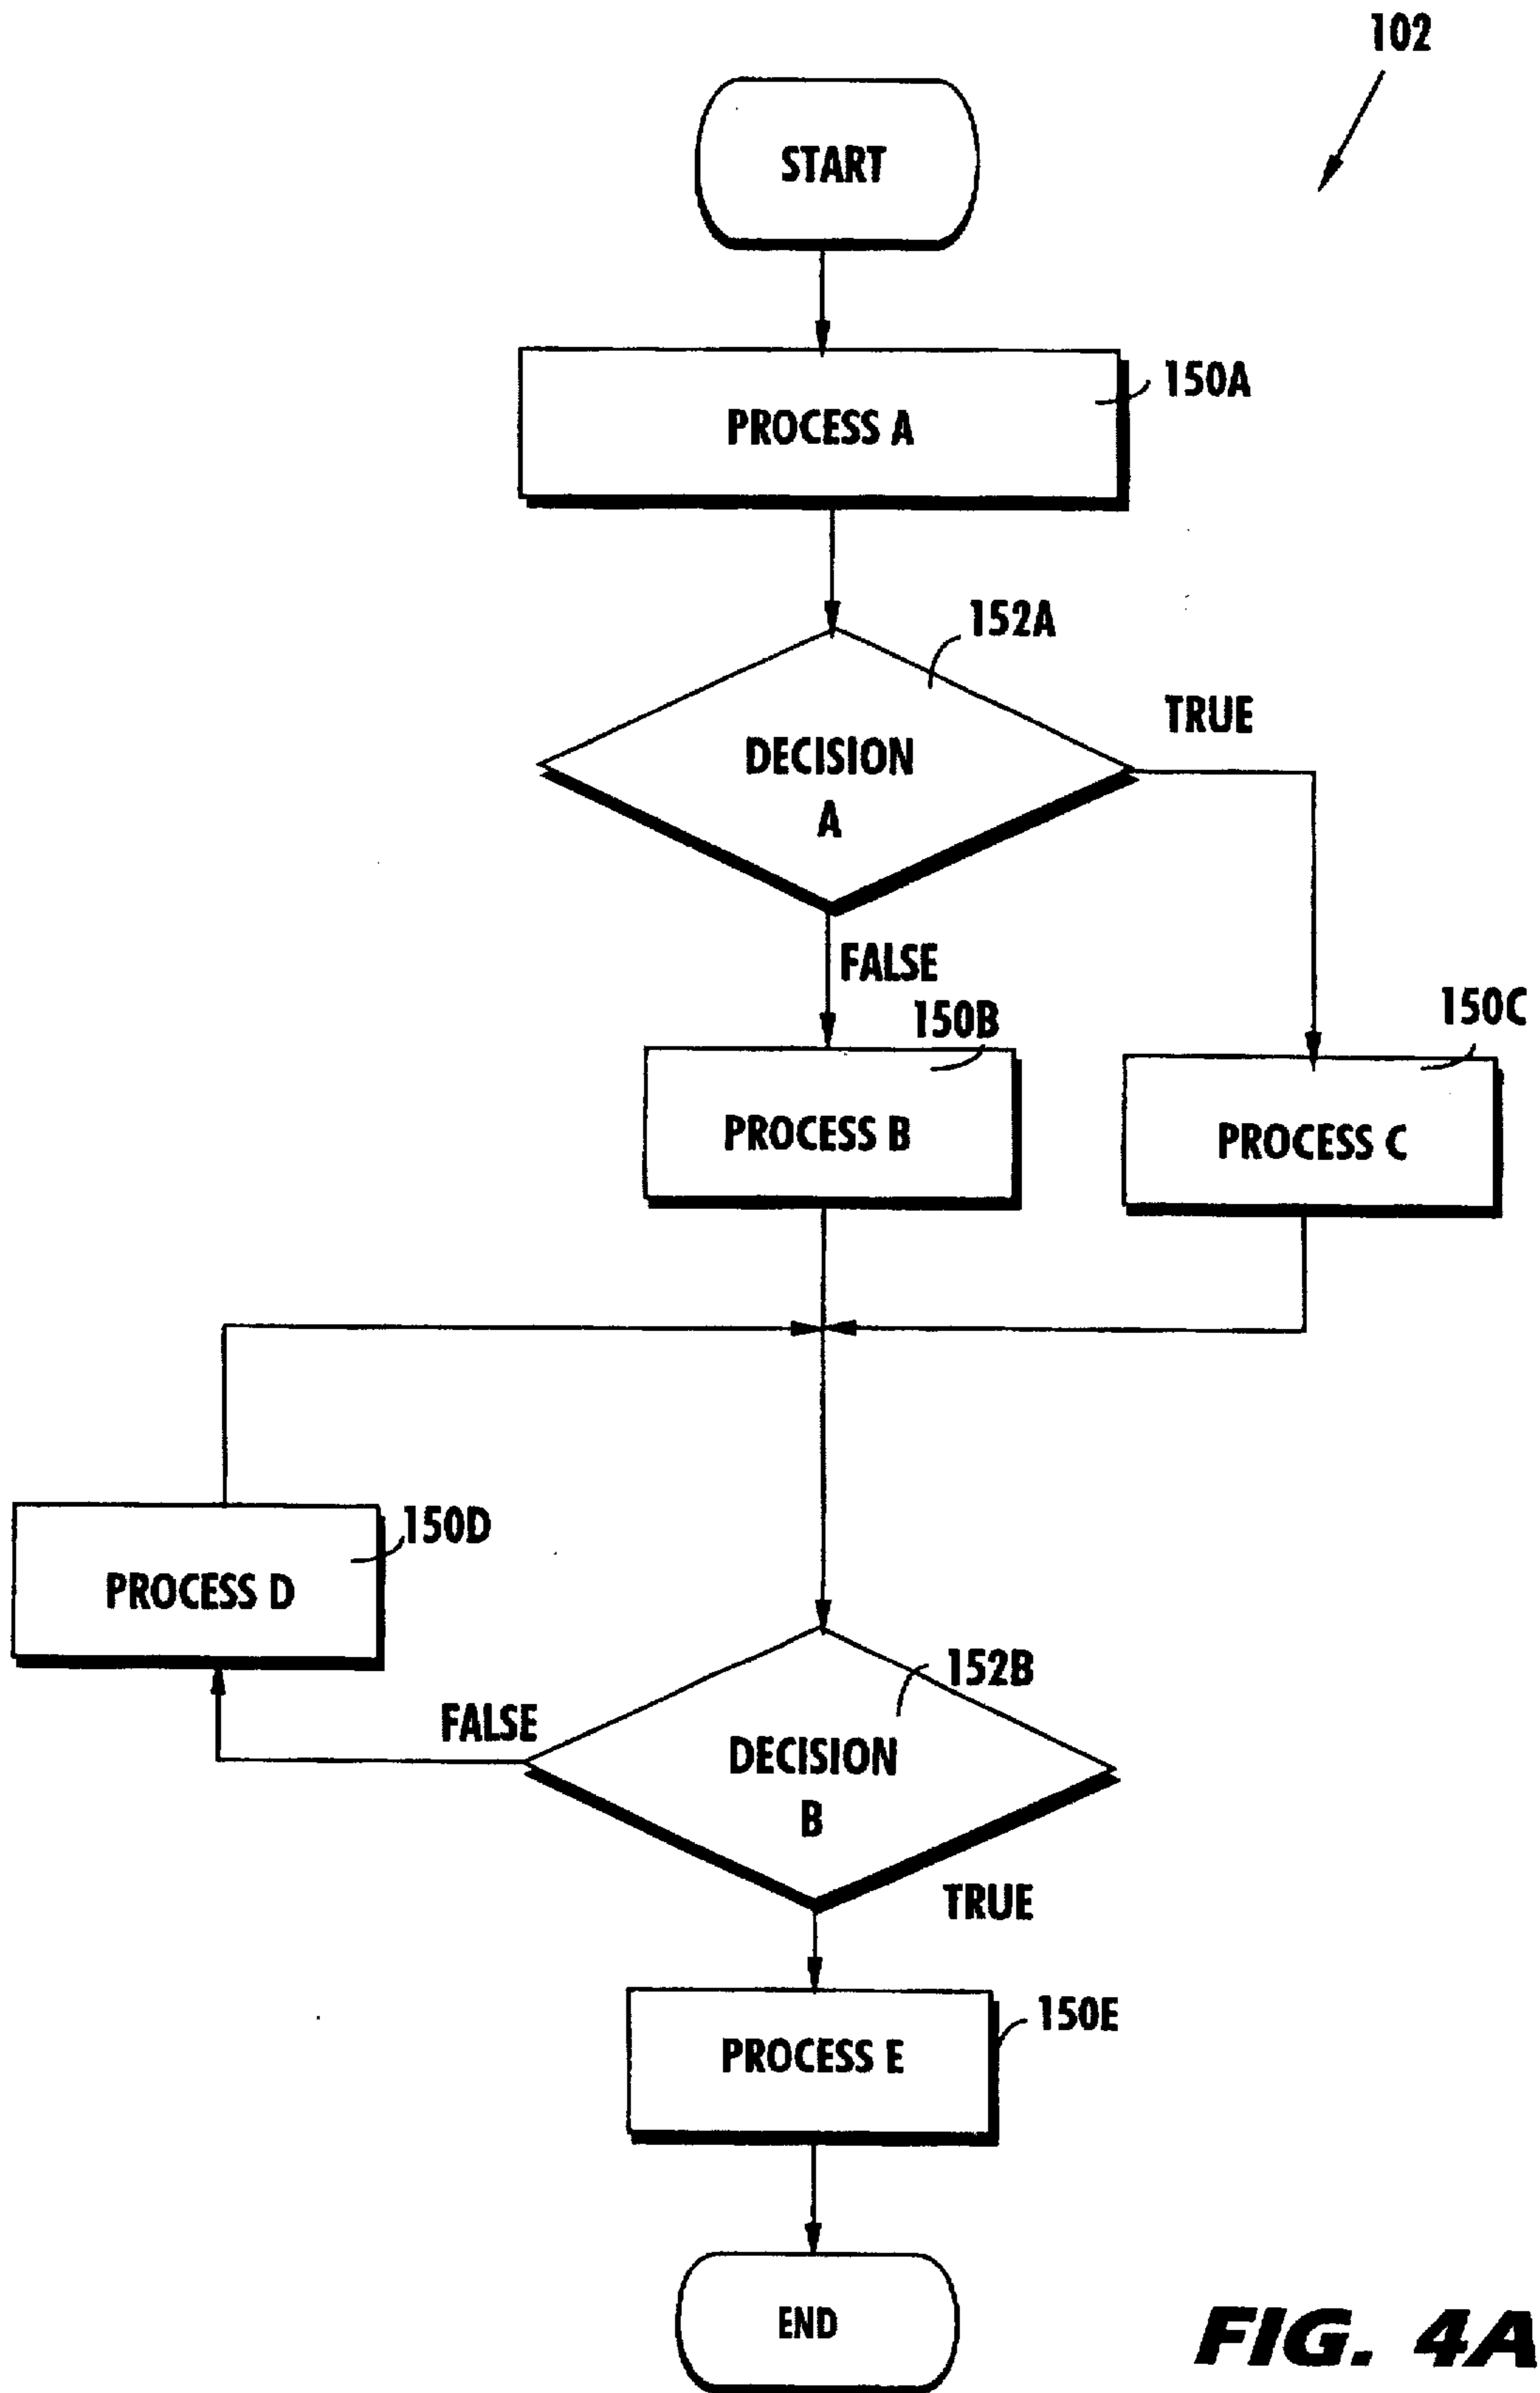 102
START
150A
PROCESS A
152A
TRUE
DECISION
A
FALSE
150B
150C
PROCESS B
PROCESS C
150D
PROCESS D
152B
FALSE
DECISION
B
TRUE
150E
PROCESS E
END
FIG. 4A